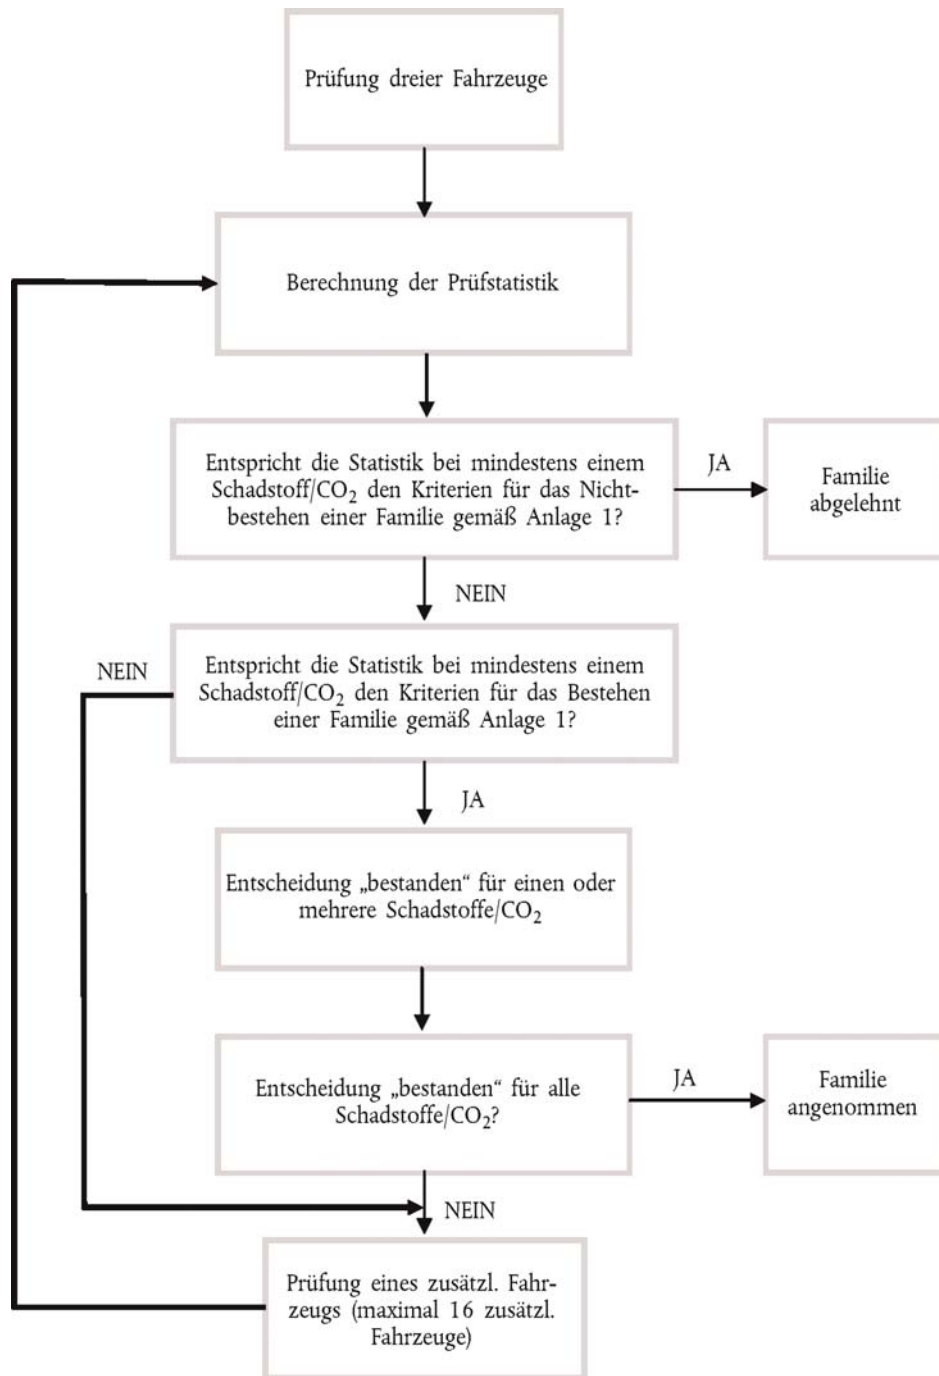 Prüfung dreier Fahrzeuge
Berechnung der Prüfstatistik
Entspricht die Statistik bei mindestens einem
Schadstoff/CO₂ den Kriterien für das Nicht-
bestehen einer Familie gemäß Anlage 1?
JA
Familie
abgelehnt
NEIN
NEIN
Entspricht die Statistik bei mindestens einem
Schadstoff/CO₂ den Kriterien für das Bestehen
einer Familie gemäß Anlage 1?
JA
Entscheidung „bestanden“ für einen oder
mehrere Schadstoffe/CO₂
Entscheidung „bestanden“ für alle
Schadstoffe/CO₂?
JA
Familie
angenommen
NEIN
Prüfung eines zusätzl. Fahr-
zeugs (maximal 16 zusätzl.
Fahrzeuge)